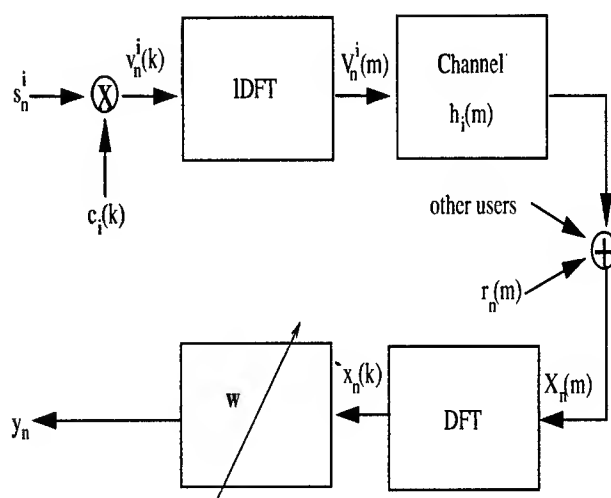 s_n^i
X
v_n^i(k)
IDFT
V_n^i(m)
Channel
h_i(m)
c_i(k)
other users
+
r_n(m)
X_n(m)
DFT
x_n(k)
w
y_n